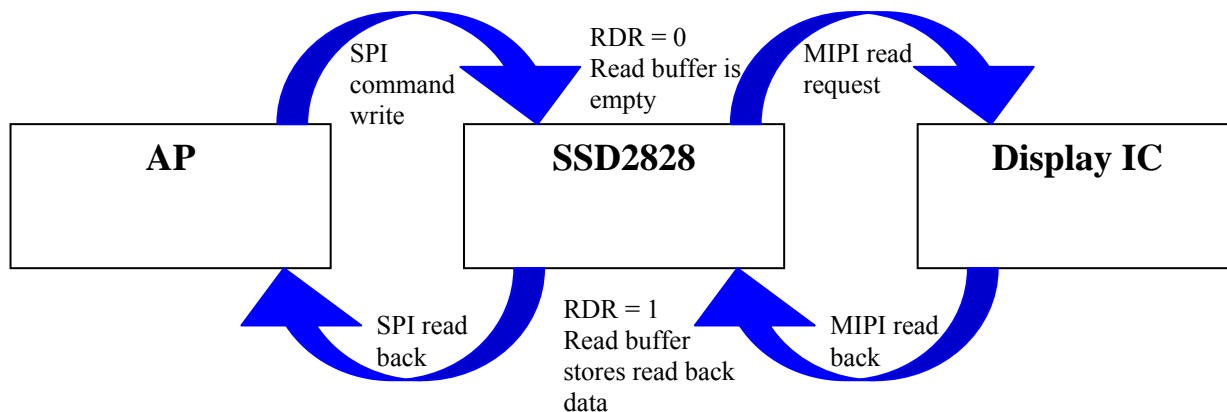 SPI
command
write
RDR = 0
Read buffer is
empty
MIPI read
request
AP
SSD2828
Display IC
SPI read
back
RDR = 1
Read buffer
stores read back
data
MIPI read
back